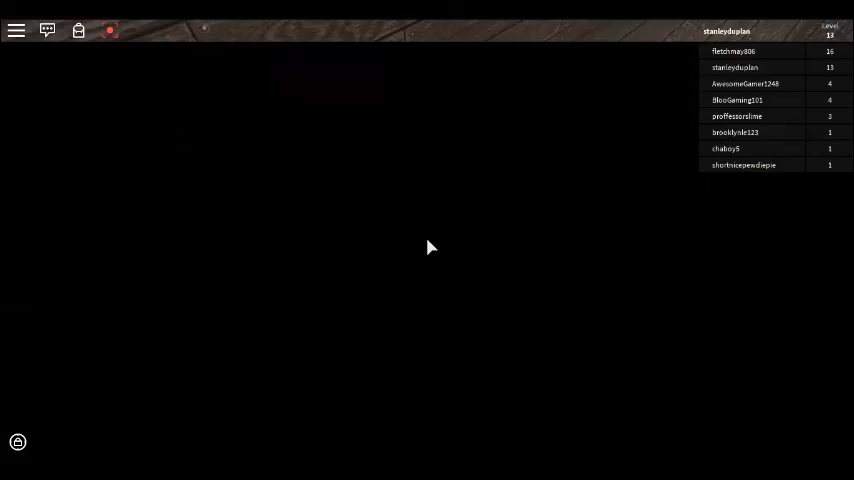 stanleyduplan Level 13
fletchmay806 16
stanleyduplan 13
AwesomeGamer1248 4
BlooGaming101 4
proffessorslime 3
brooklynle123 1
chaboy5 1
shortnicepewdiepie 1